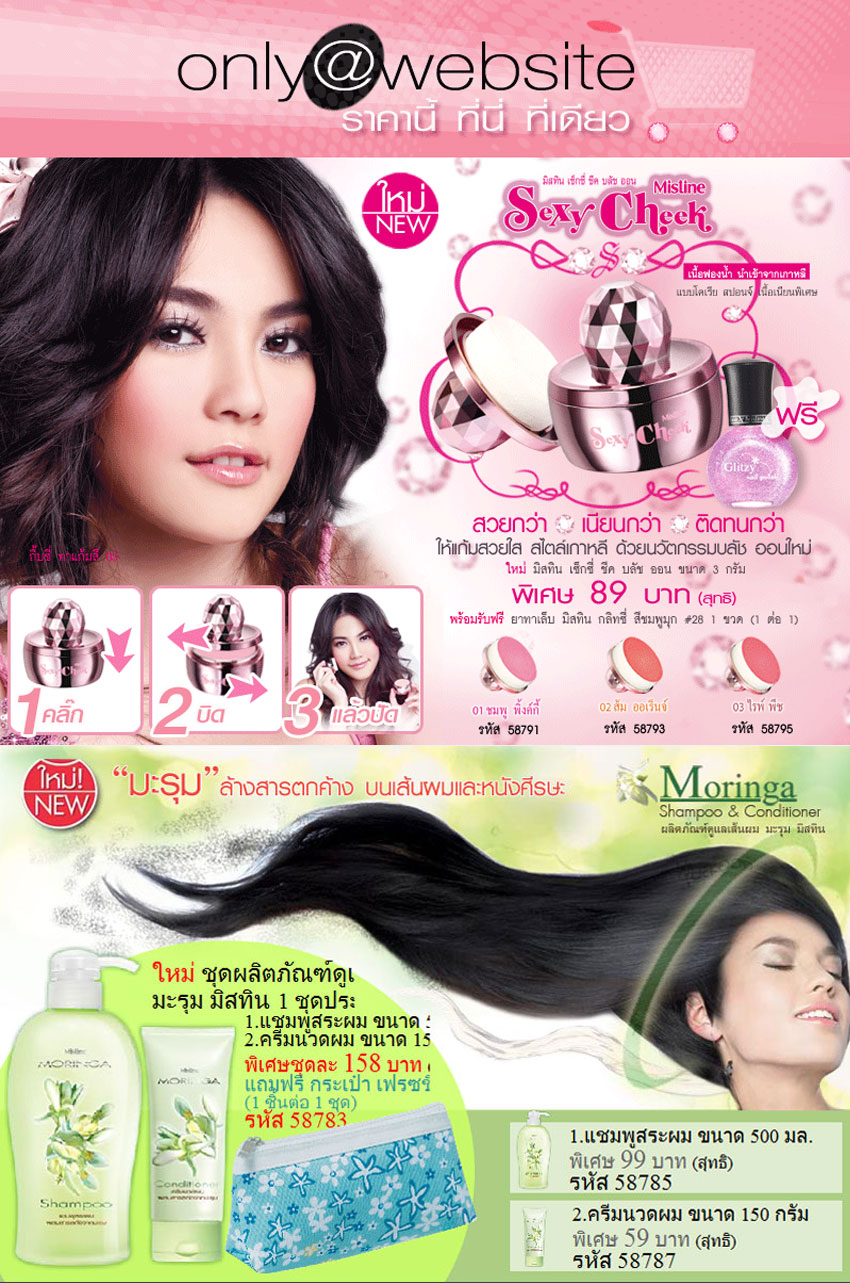 only@website
ราคานี้ ที่นี่ ที่เดียว
ใหม่
NEW
มิสทิน เซ็กซี่ ชีค บลัช ออน
Mistine
Sexy Cheek
S
เนื้อฟองน้ำ นำเข้าจากเกาหลี
แบบโคเรีย สปอนจ์ เนื้อเนียนพิเศษ
Mistine
Sexy Cheek
Glitzy
nail polish
ฟรี
สวยกว่า เนียนกว่า ติดทนกว่า
ให้แก้มสวยใส สไตล์เกาหลี ด้วยนวัตกรรมบลัช ออนใหม่
ใหม่ มิสทิน เซ็กซี่ ชีค บลัช ออน ขนาด 3 กรัม
พิเศษ 89 บาท (สุทธิ)
พร้อมรับฟรี ยาทาเล็บ มิสทิน กลิทซี่ สีชมพูมุก #28 1 ขวด (1 ต่อ 1)
กี๊ปซี ทาแก้มสี 03
Sexy Cheek
1 คลิ๊ก
2 บิด
3 แล้วปัด
01 ชมพู พิ้งค์กี้
รหัส 58791
02 ส้ม ออเร้นจ์
รหัส 58793
03 ไรพ์ พีช
รหัส 58795
ใหม่!
NEW
“มะรุม” ล้างสารตกค้าง บนเส้นผมและหนังศีรษะ
Moringa
Shampoo & Conditioner
ผลิตภัณฑ์ดูแลเส้นผม มะรุม มิสทิน
ใหม่ ชุดผลิตภัณฑ์ดูแ
มะรุม มิสทิน 1 ชุดประ
1.แชมพูสระผม ขนาด 5
2.ครีมนวดผม ขนาด 15
พิเศษชุดละ 158 บาท (
แถมฟรี กระเป๋า เฟรชชี่
(1 ชิ้นต่อ 1 ชุด)
รหัส 58783
Mistine
MORINGA
Shampoo
Mistine
MORINGA
Conditioner
1.แชมพูสระผม ขนาด 500 มล.
พิเศษ 99 บาท (สุทธิ)
รหัส 58785
2.ครีมนวดผม ขนาด 150 กรัม
พิเศษ 59 บาท (สุทธิ)
รหัส 58787